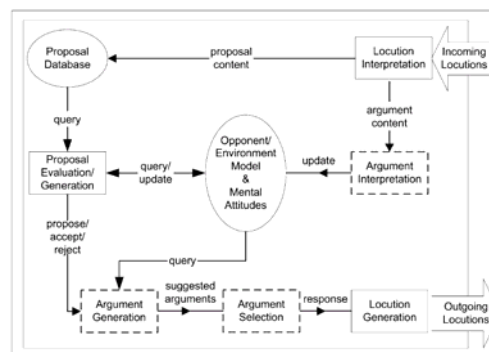 Proposal
Database
proposal
content
Locution
Interpretation
Incoming
Locutions
query
argument
content
Opponent/
Environment
Model
&
Mental
Attitudes
Proposal
Evaluation/
Generation
query/
update
update
Argument
Interpretation
propose/
accept/
reject
query
Argument
Generation
suggested
arguments
Argument
Selection
response
Locution
Generation
Outgoing
Locutions